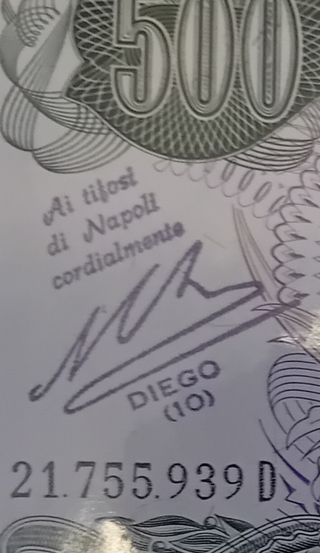 500
Ai tifosi
di Napoli
cordialmente
DIEGO
(10)
21.755.939 D